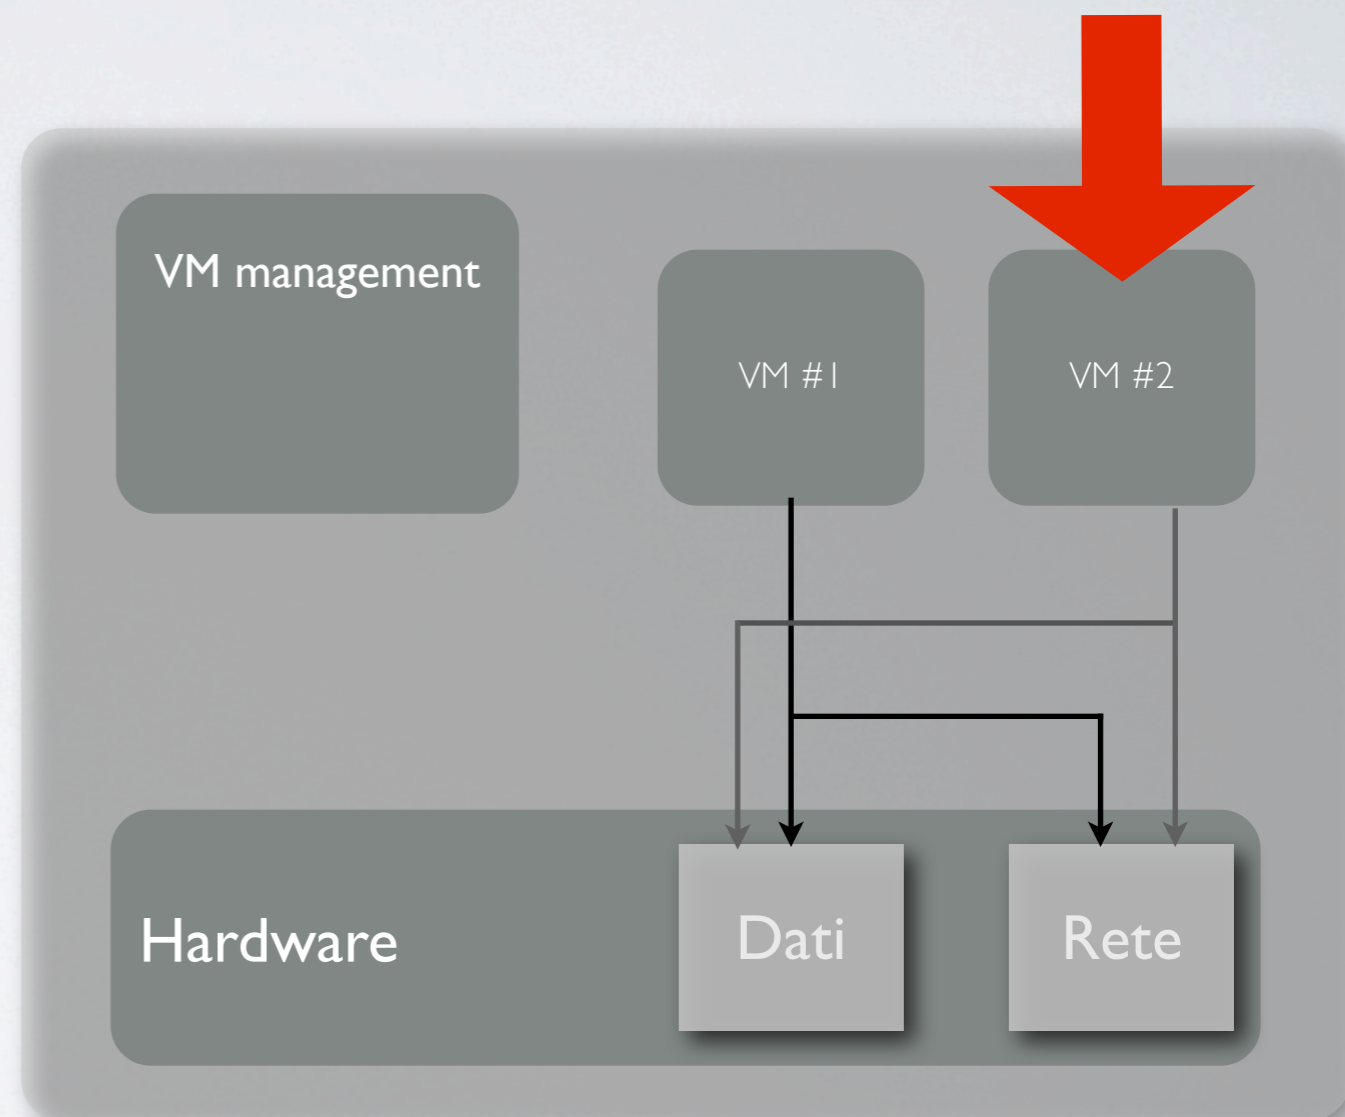 VM management
VM #1
VM #2
Hardware
Dati
Rete